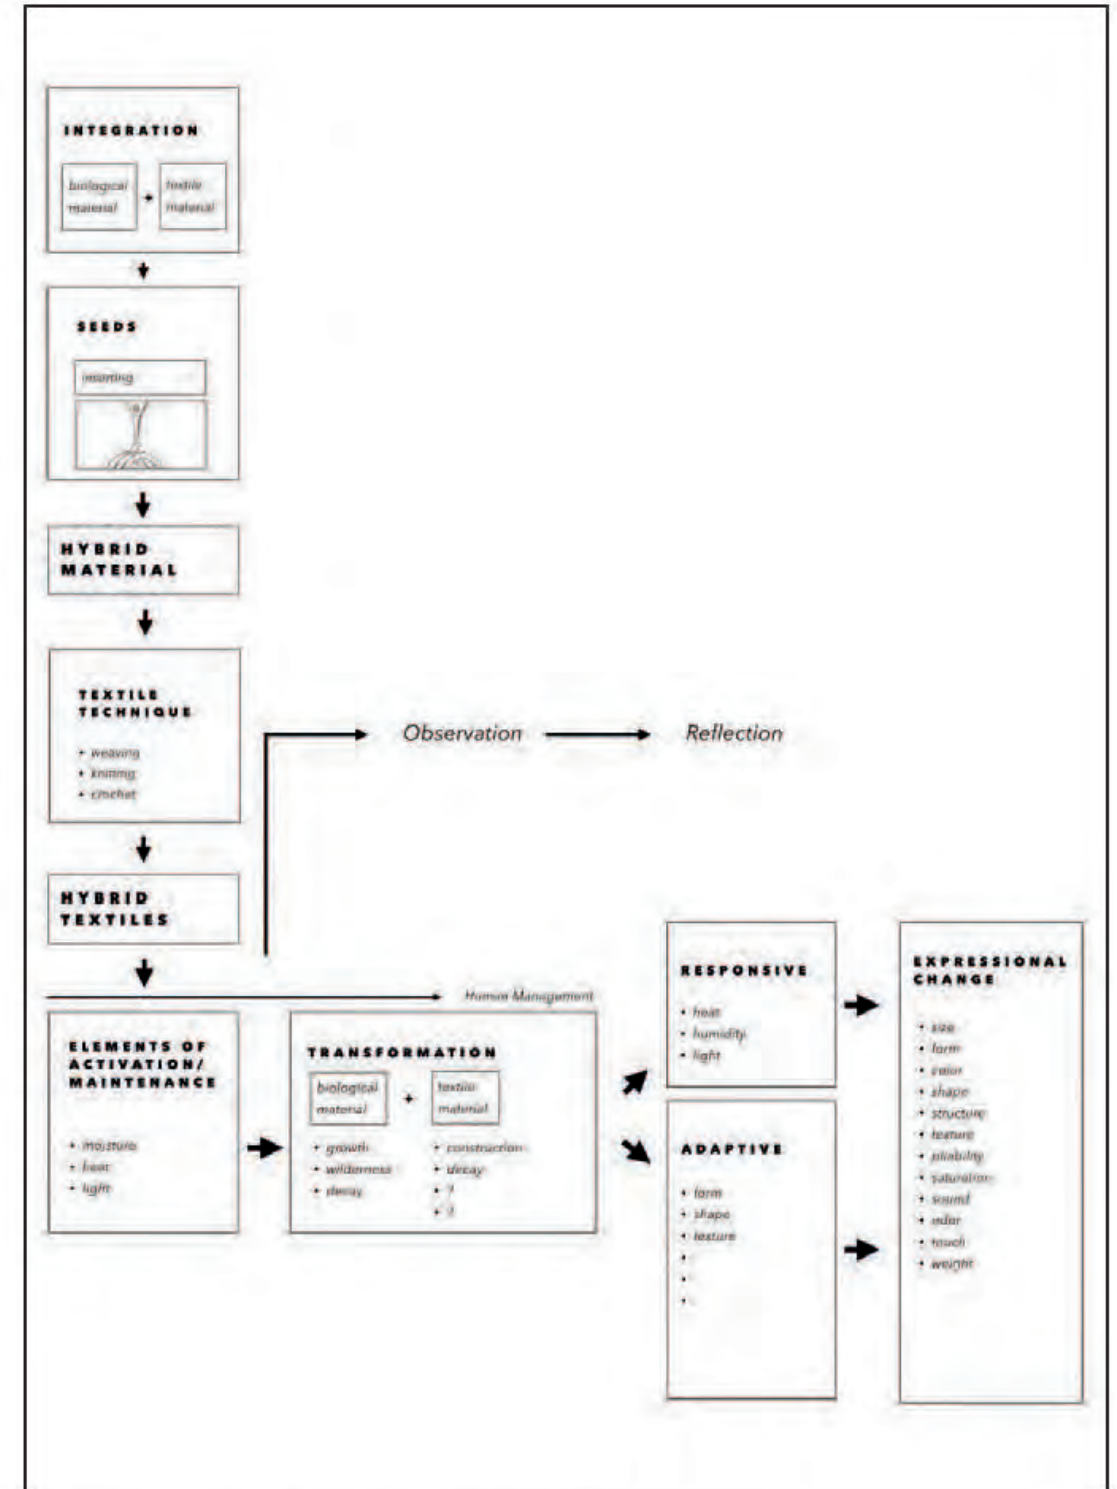 INTEGRATION
biological
material
+
textile
material
SEEDS
inserting
HYBRID
MATERIAL
TEXTILE
TECHNIQUE
• weaving
• knitting
• crochet
Observation
Reflection
HYBRID
TEXTILES
Human Management
ELEMENTS OF
ACTIVATION/
MAINTENANCE
• moisture
• heat
• light
TRANSFORMATION
biological
material
+
textile
material
• growth
• wilderness
• decay
• construction
• decay
• ?
• ?
RESPONSIVE
• heat
• humidity
• light
ADAPTIVE
• form
• shape
• texture
•
•
•
EXPRESSIONAL
CHANGE
• size
• form
• color
• shape
• structure
• texture
• pliability
• saturation
• sound
• odor
• touch
• weight